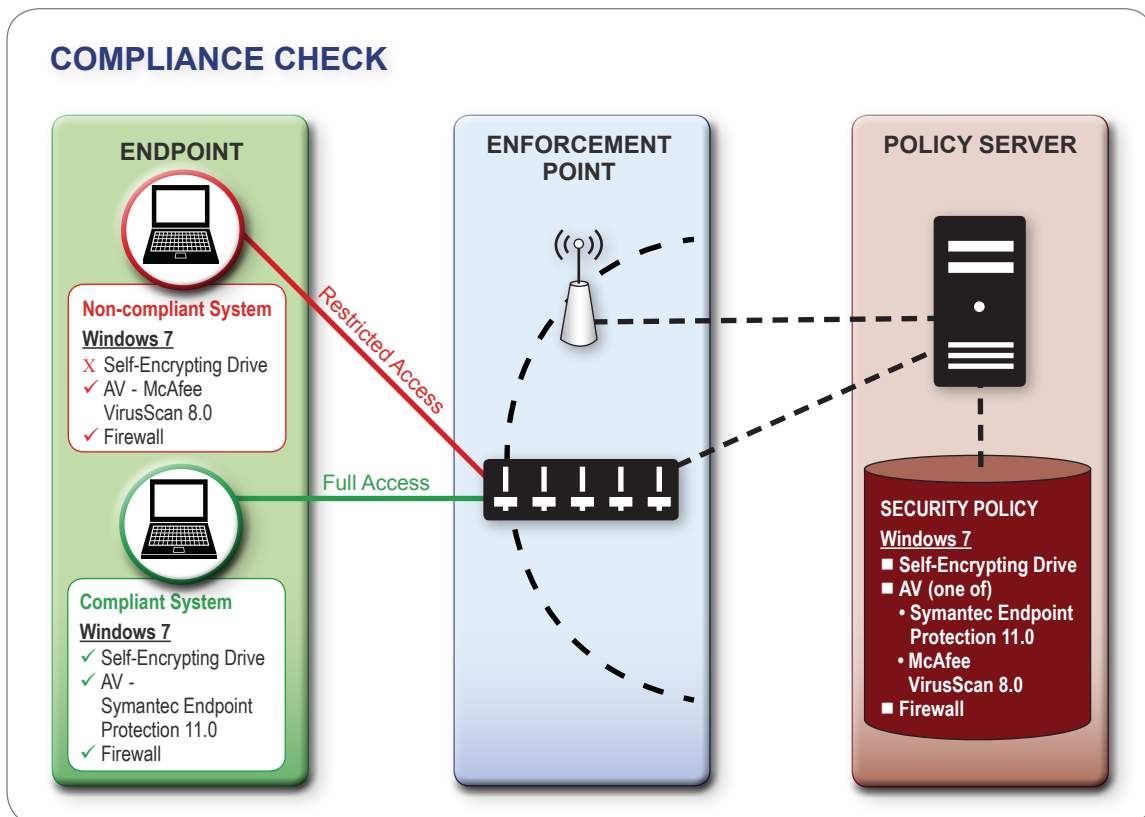 COMPLIANCE CHECK
ENDPOINT
Non-compliant System
Windows 7
X Self-Encrypting Drive
✓ AV - McAfee
VirusScan 8.0
✓ Firewall
Compliant System
Windows 7
✓ Self-Encrypting Drive
✓ AV -
Symantec Endpoint
Protection 11.0
✓ Firewall
Restricted Access
Full Access
ENFORCEMENT
POINT
POLICY SERVER
SECURITY POLICY
Windows 7
■ Self-Encrypting Drive
■ AV (one of)
• Symantec Endpoint
Protection 11.0
• McAfee
VirusScan 8.0
■ Firewall